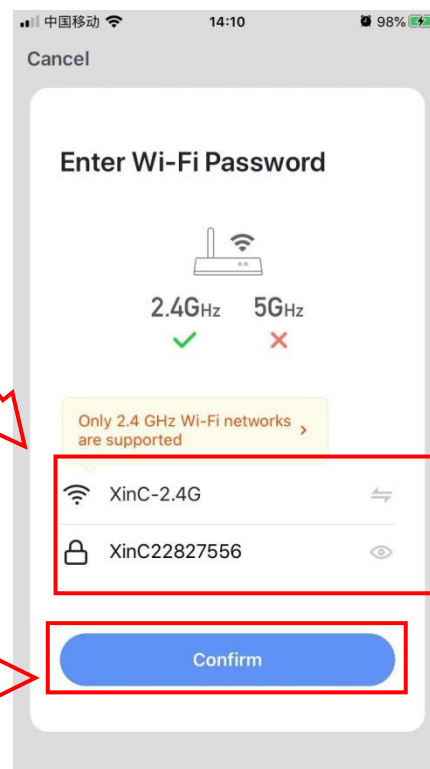 中国移动 14:10 98%
Cancel
Enter Wi-Fi Password
2.4GHz 5GHz
Only 2.4 GHz Wi-Fi networks
are supported
XinC-2.4G
XinC22827556
Confirm